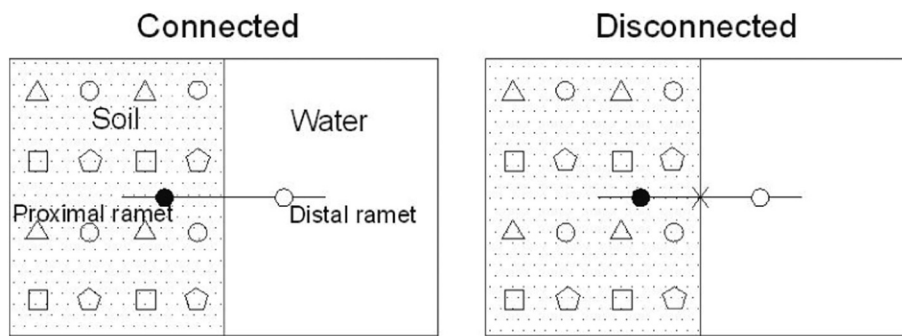 Connected
Disconnected
Soil
Water
Proximal ramet
Distal ramet